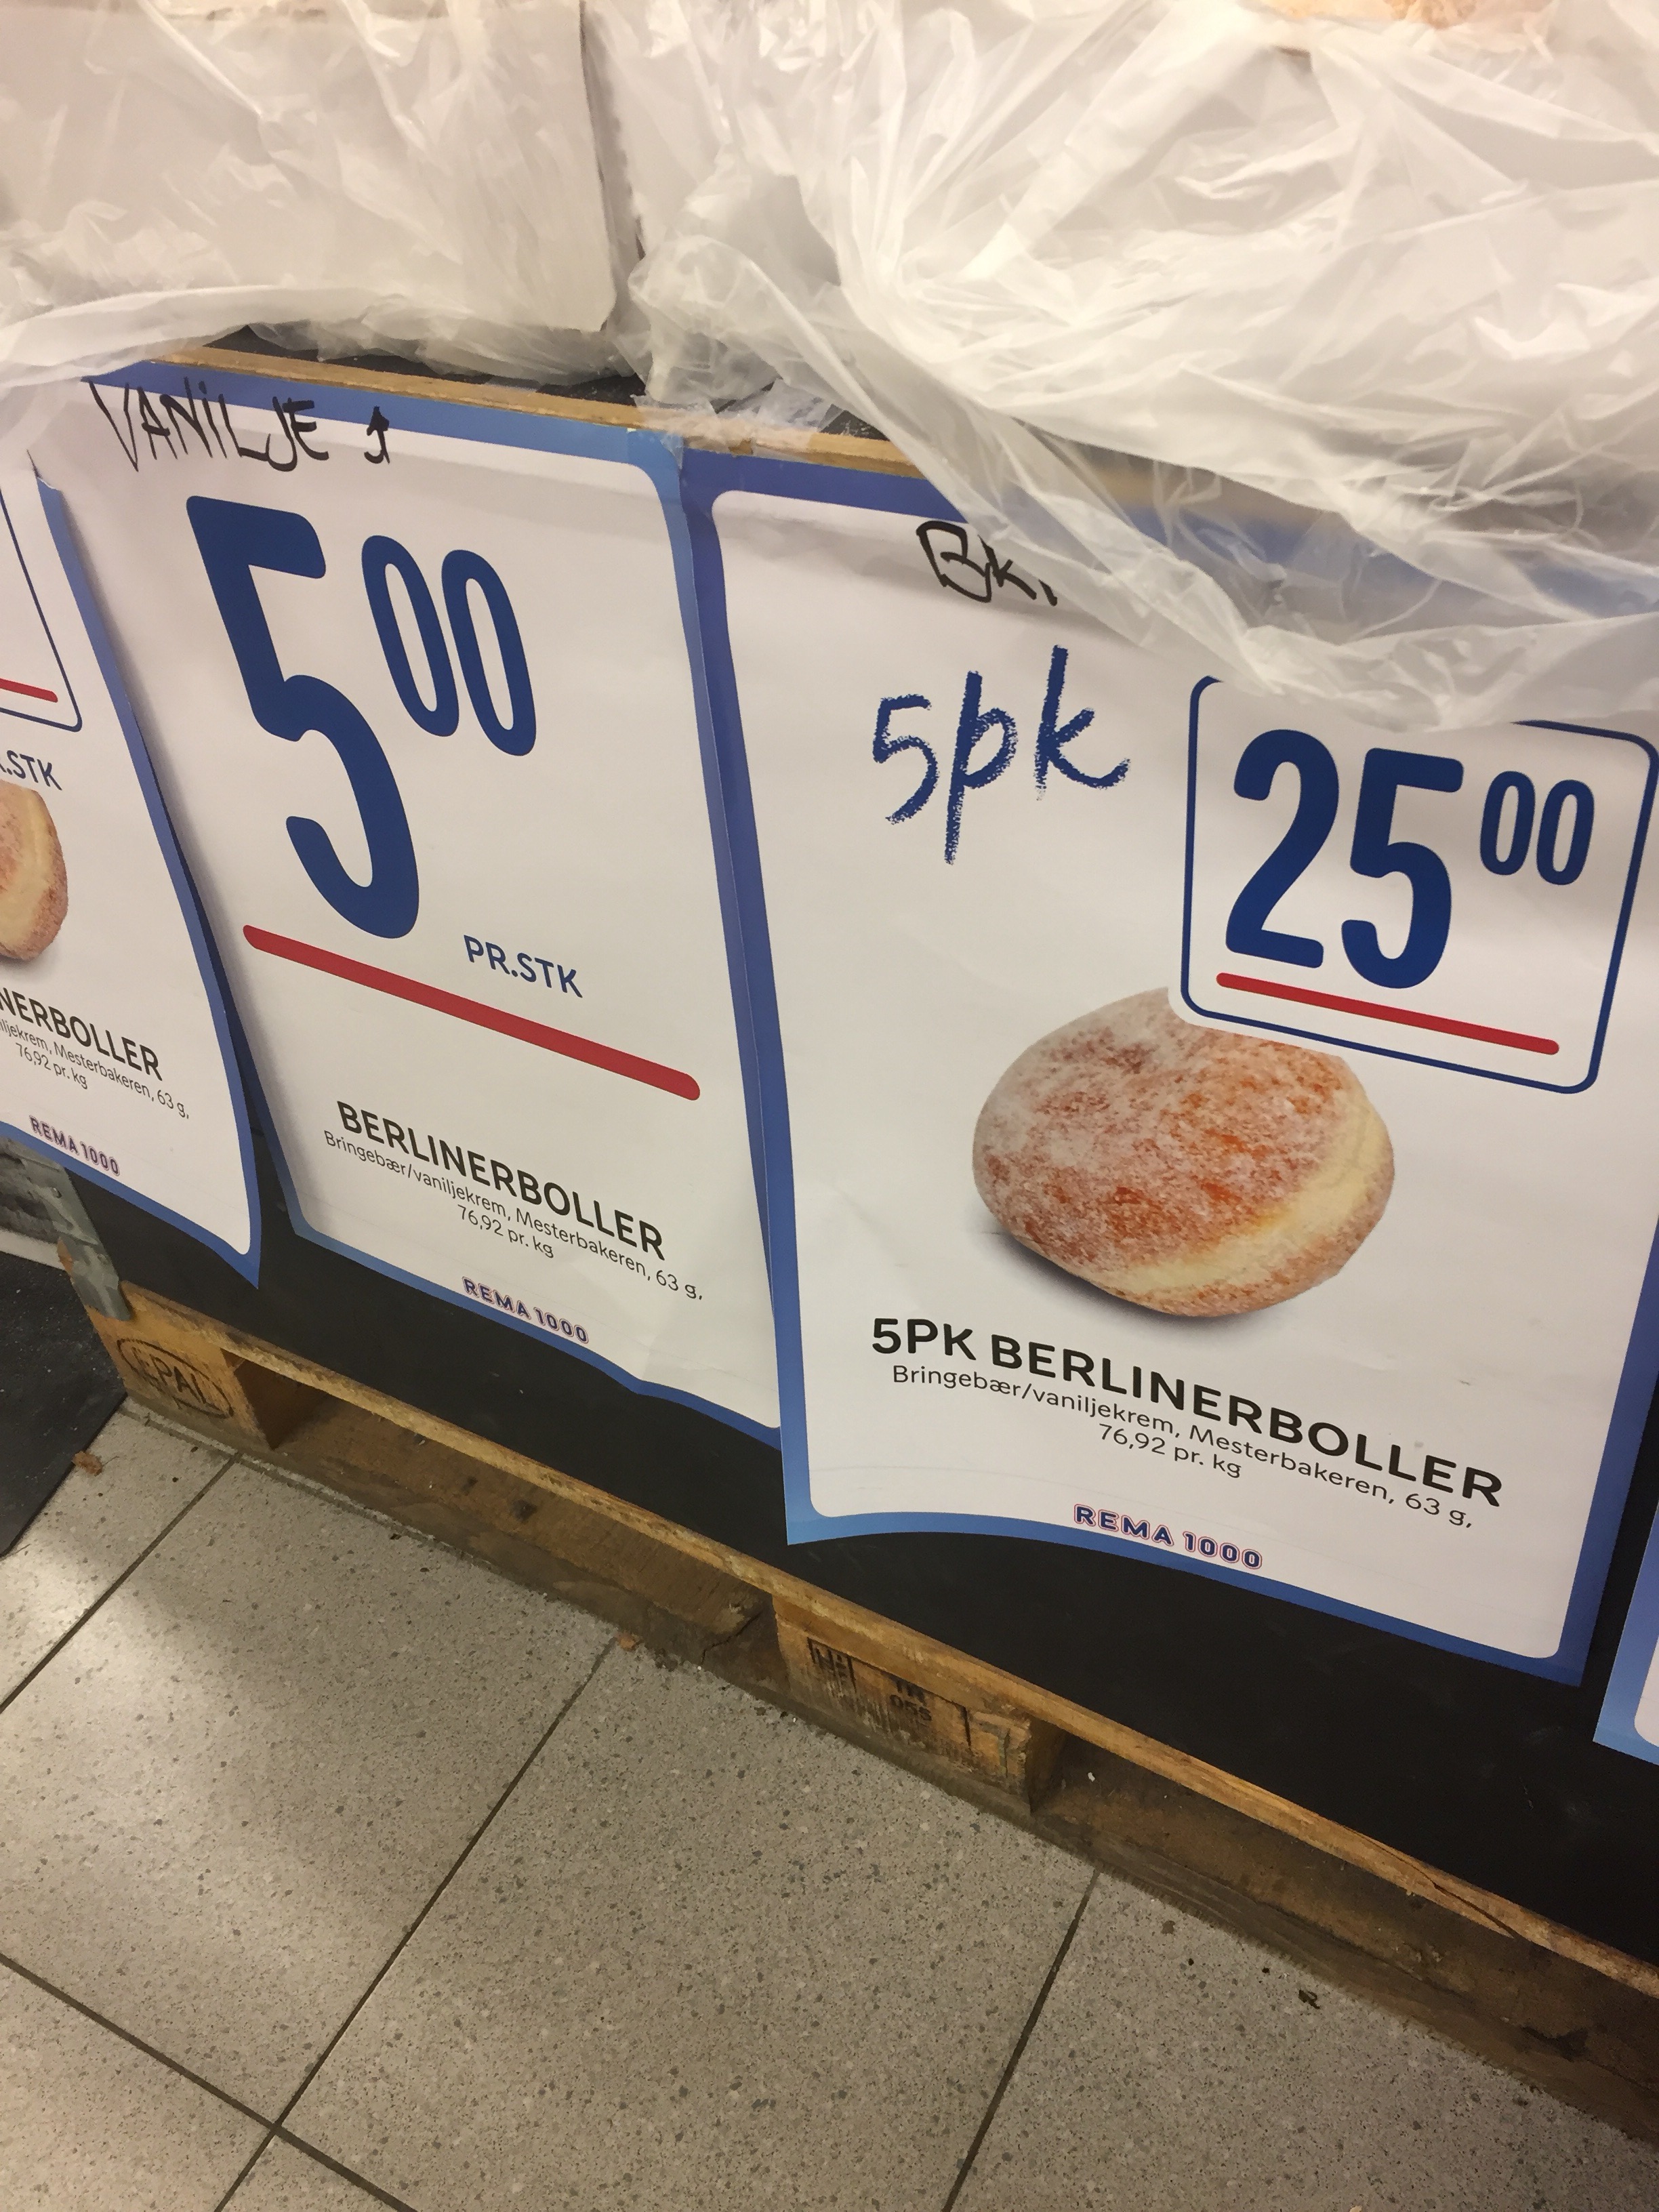 .STK
NERBOLLER
iljekrem, Mesterbakeren, 63 g,
76,92 pr. kg
REMA 1000
VANILJE
5 00
PR.STK
BERLINERBOLLER
Bringebær/vaniljekrem, Mesterbakeren, 63 g,
76,92 pr. kg
REMA 1000
5pk
25 00
5PK BERLINERBOLLER
Bringebær/vaniljekrem, Mesterbakeren, 63 g,
76,92 pr. kg
REMA 1000
EPAL